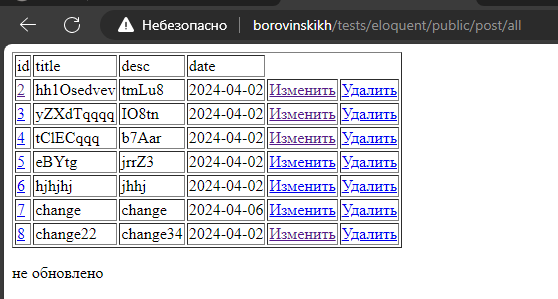 Небезопасно borovinskikh/tests/eloquent/public/post/all
id title desc date
2 hh1Osedvev tmLu8 2024-04-02 Изменить Удалить
3 yZXdTqqqq IO8tn 2024-04-02 Изменить Удалить
4 tClECqqq b7Aar 2024-04-02 Изменить Удалить
5 eBYtg jrrZ3 2024-04-02 Изменить Удалить
6 hjhjhj jhhj 2024-04-02 Изменить Удалить
7 change change 2024-04-06 Изменить Удалить
8 change22 change34 2024-04-02 Изменить Удалить
не обновлено